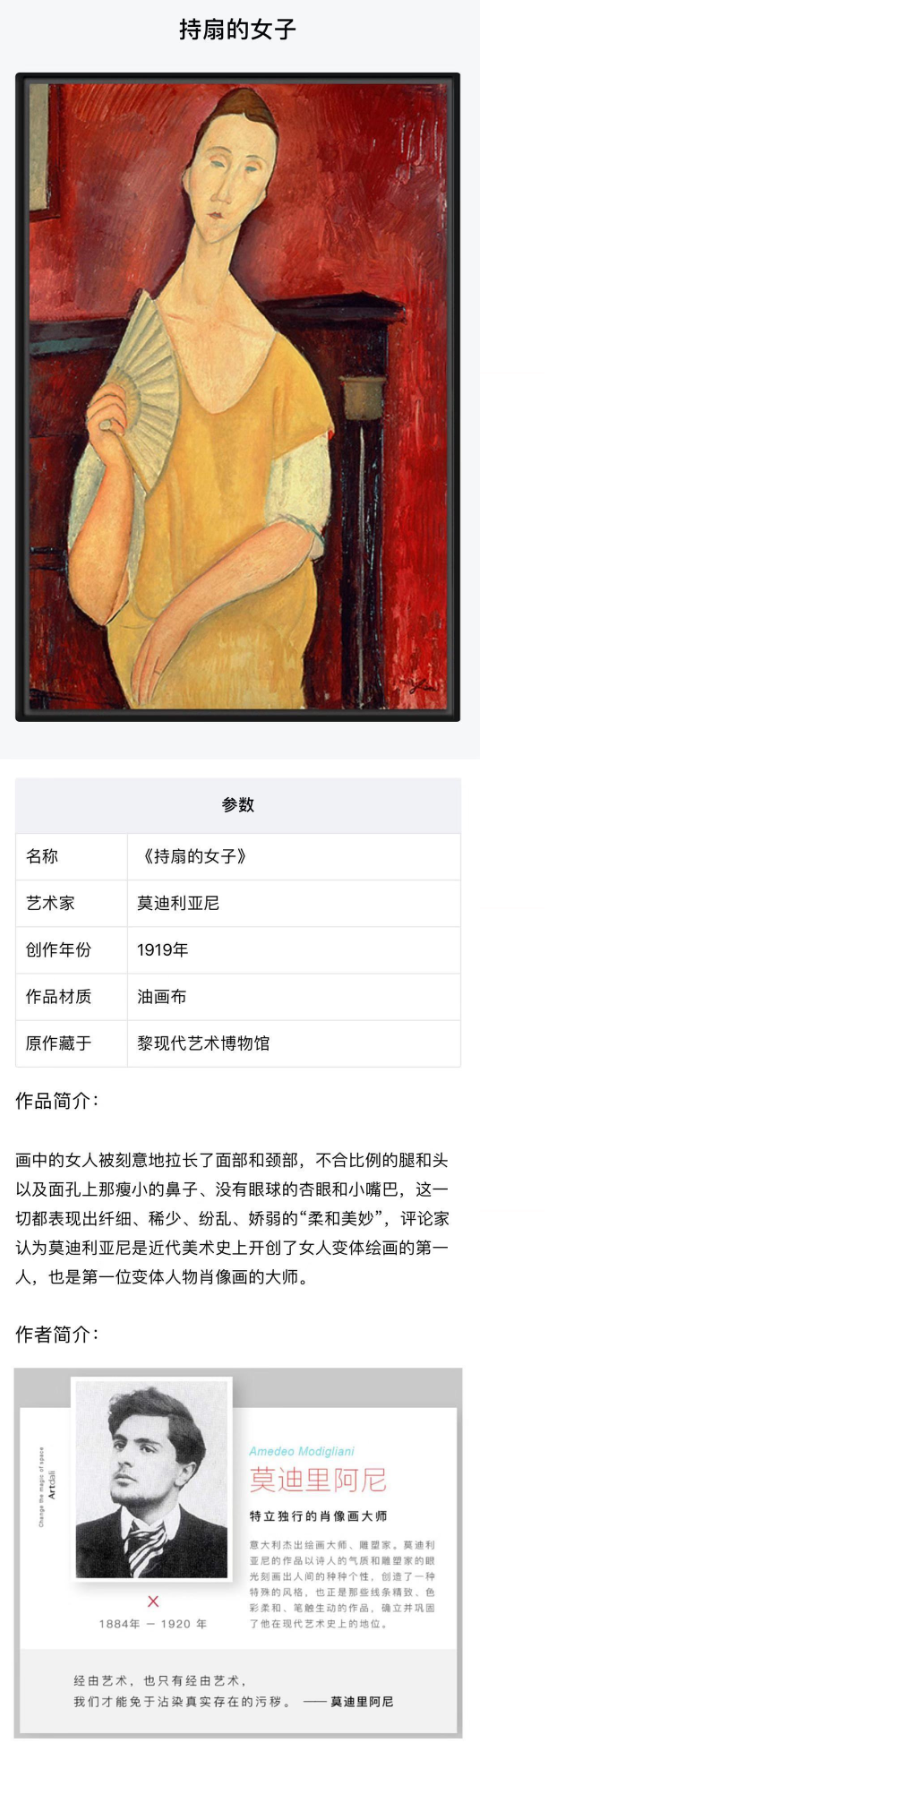 持扇的女子
参数
名称 《持扇的女子》
艺术家 莫迪利亚尼
创作年份 1919年
作品材质 油画布
原作藏于 黎现代艺术博物馆
作品简介：
画中的女人被刻意地拉长了面部和颈部，不合比例的腿和头
以及面孔上那瘦小的鼻子、没有眼球的杏眼和小嘴巴，这一
切都表现出纤细、稀少、纷乱、娇弱的“柔和美妙”，评论家
认为莫迪利亚尼是近代美术史上开创了女人变体绘画的第一
人，也是第一位变体人物肖像画的大师。
作者简介：
Change the magic of space
Artdali
Amedeo Modigliani
莫迪里阿尼
特立独行的肖像画大师
意大利杰出绘画大师、雕塑家。莫迪利
亚尼的作品以诗人的气质和雕塑家的眼
光刻画出人间的种种个性，创造了一种
特殊的风格，也正是那些线条精致、色
彩柔和、笔触生动的作品，确立并巩固
了他在现代艺术史上的地位。
X
1884年 — 1920 年
经由艺术，也只有经由艺术，
我们才能免于沾染真实存在的污秽。 —— 莫迪里阿尼